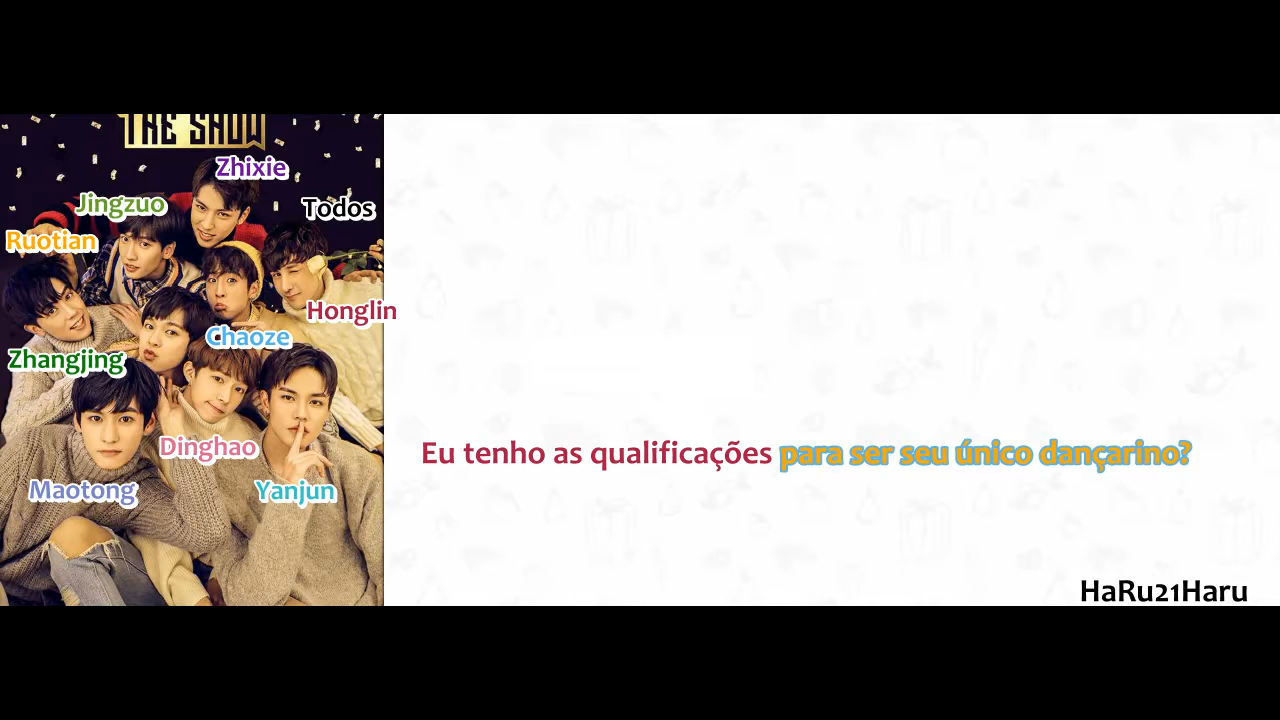 THE SHOW
Zhixie
Jingzuo
Todos
Ruotian
Honglin
Chaoze
Zhangjing
Dinghao
Eu tenho as qualificações para ser seu único dançarino?
Maotong
Yanjun
HaRu21Haru